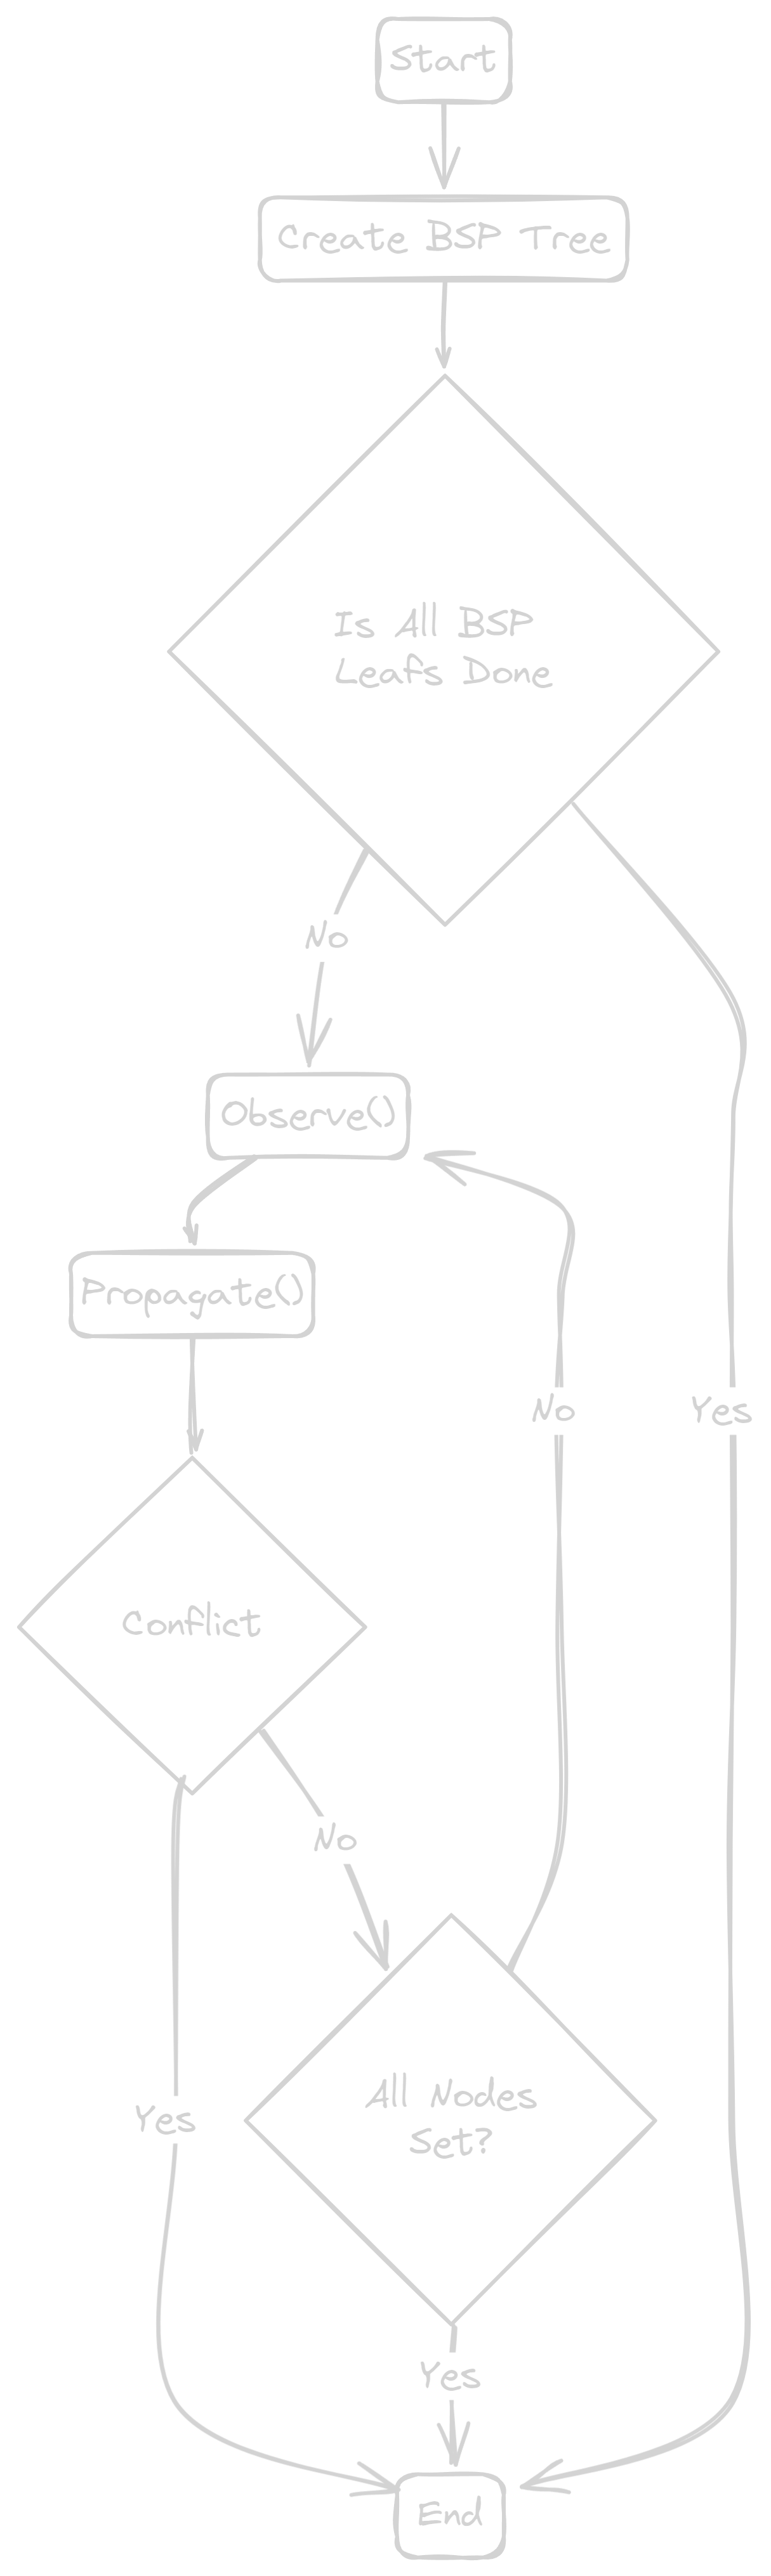 Start
Create BSP Tree
Is All BSP
Leafs Done
No
Observe()
Propagate()
No
Yes
Conflict
No
All Nodes
Set?
Yes
Yes
End